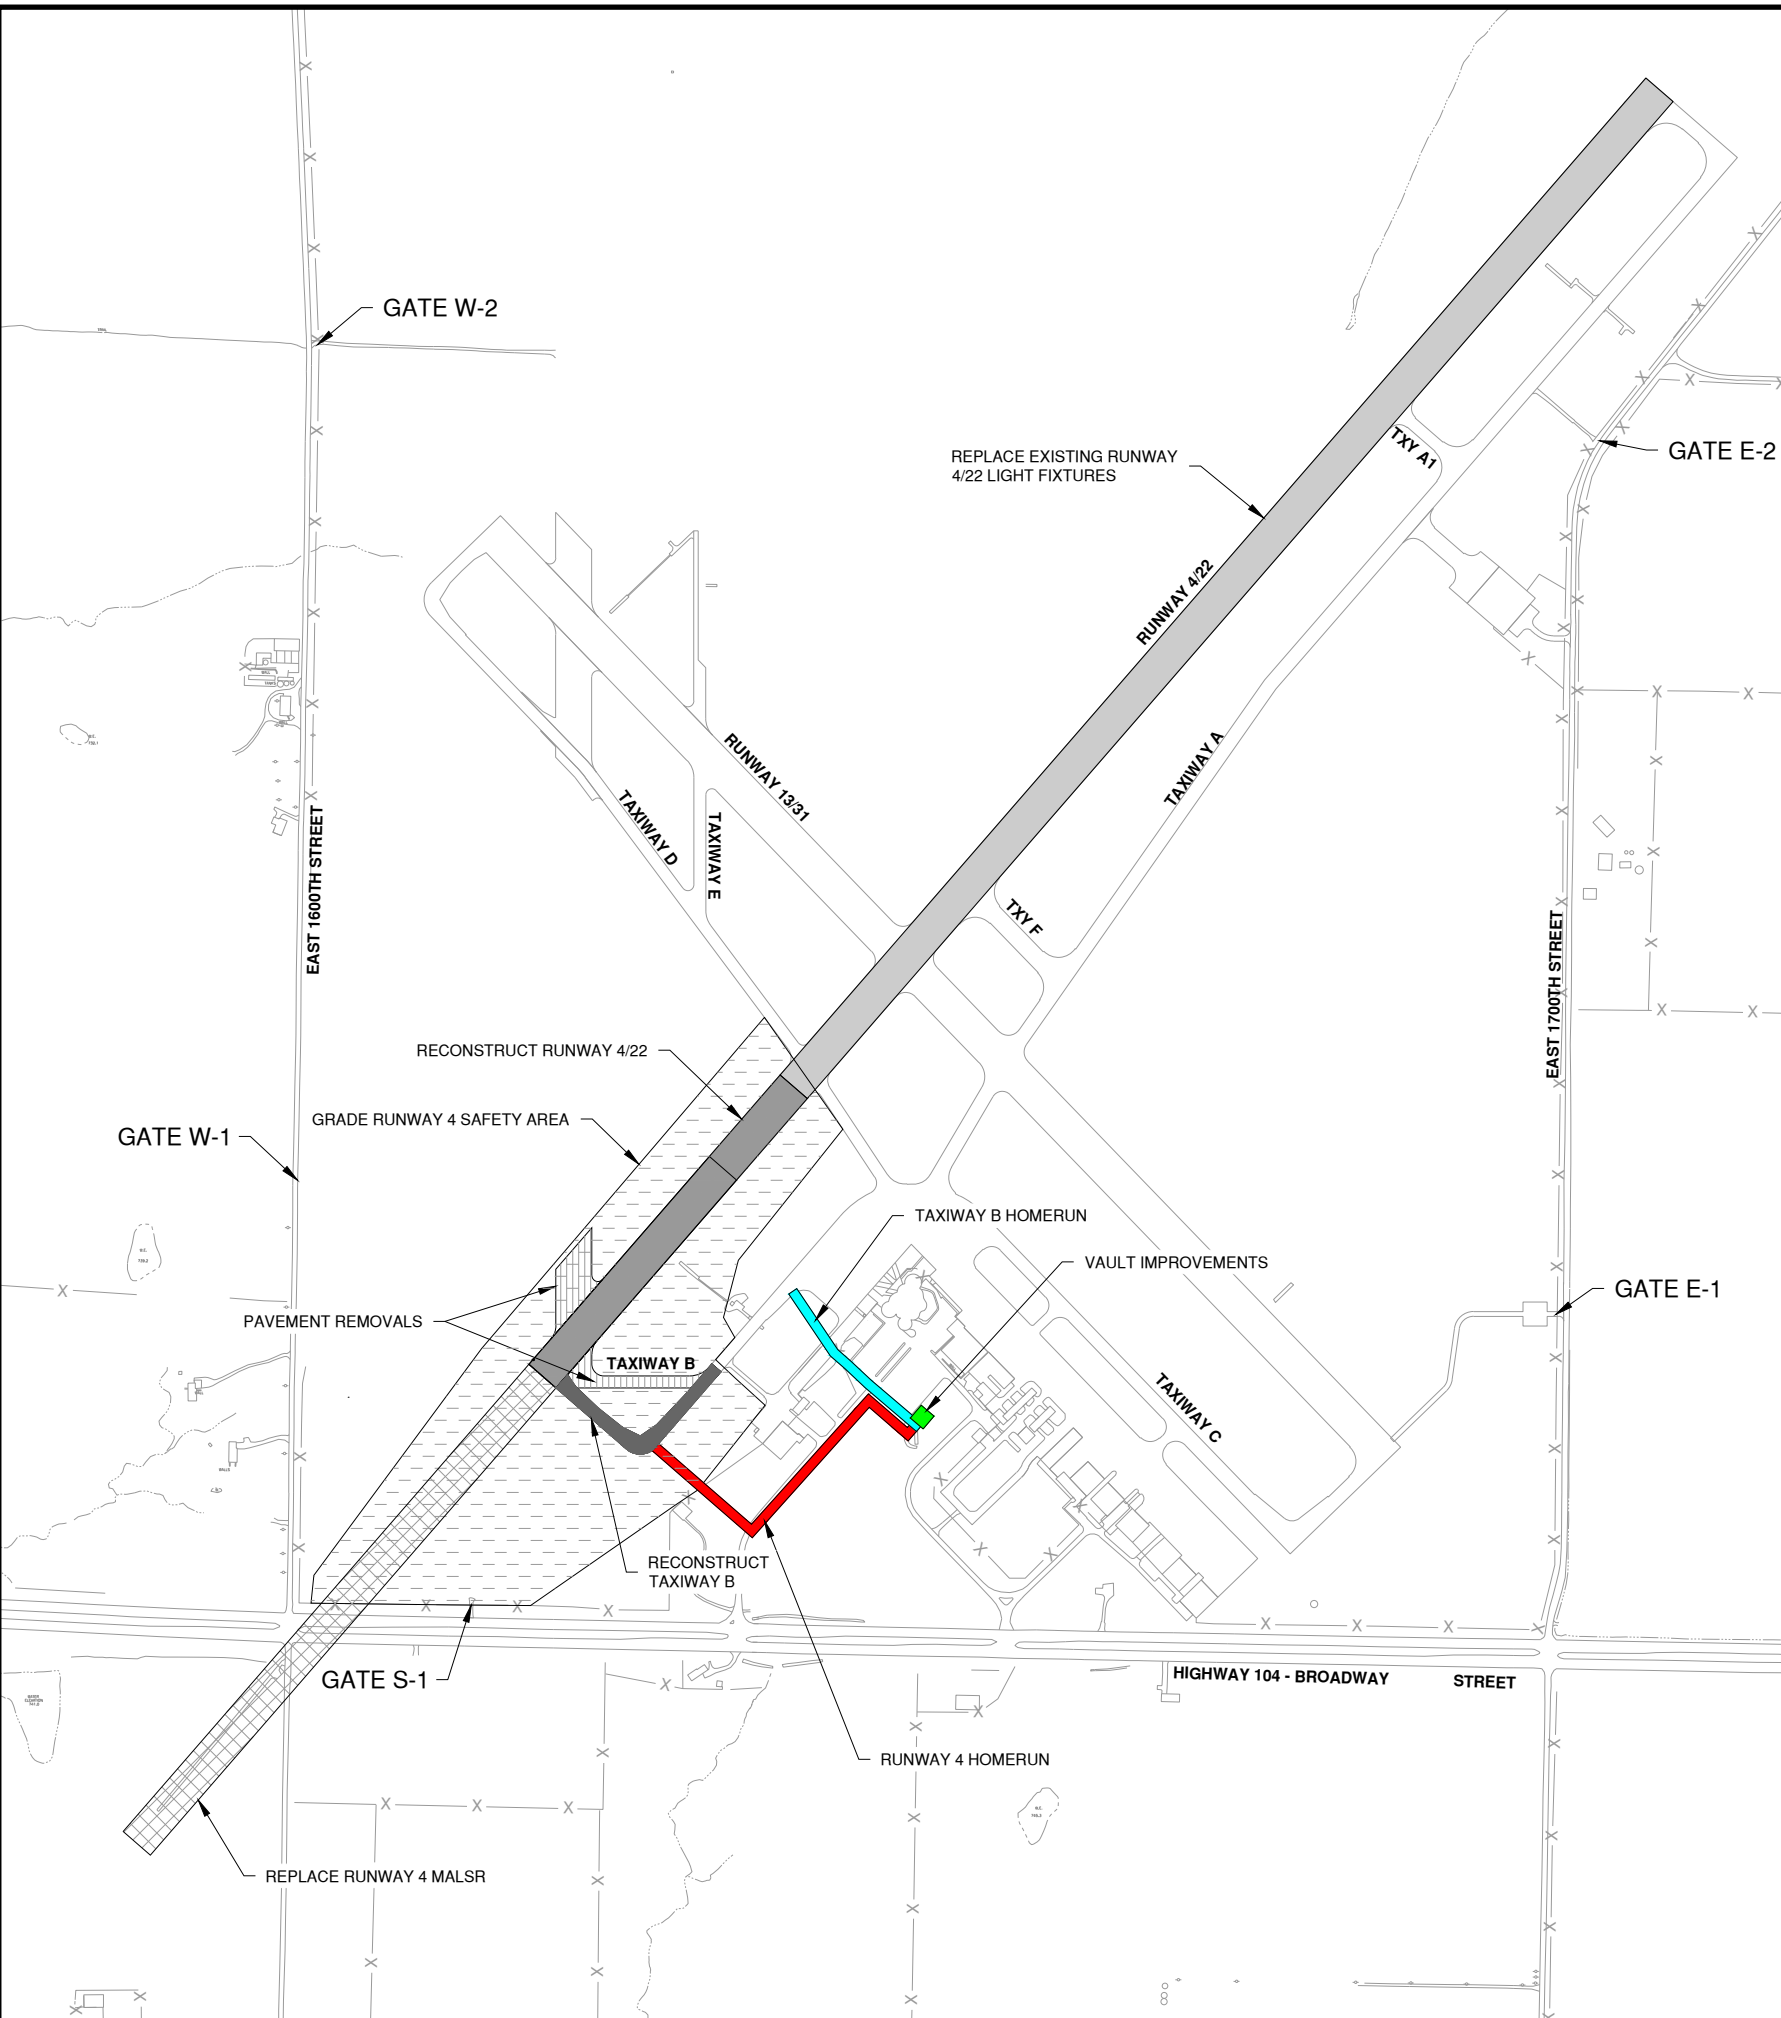 GATE W-2
REPLACE EXISTING RUNWAY
4/22 LIGHT FIXTURES
TXY A1
GATE E-2
RUNWAY 4/22
RUNWAY 13/31
TAXIWAY A
TAXIWAY D
TAXIWAY E
EAST 1600TH STREET
TXY F
EAST 1700TH STREET
RECONSTRUCT RUNWAY 4/22
GRADE RUNWAY 4 SAFETY AREA
GATE W-1
TAXIWAY B HOMERUN
VAULT IMPROVEMENTS
GATE E-1
PAVEMENT REMOVALS
TAXIWAY B
TAXIWAY C
RECONSTRUCT
TAXIWAY B
GATE S-1
HIGHWAY 104 - BROADWAY STREET
RUNWAY 4 HOMERUN
REPLACE RUNWAY 4 MALSR